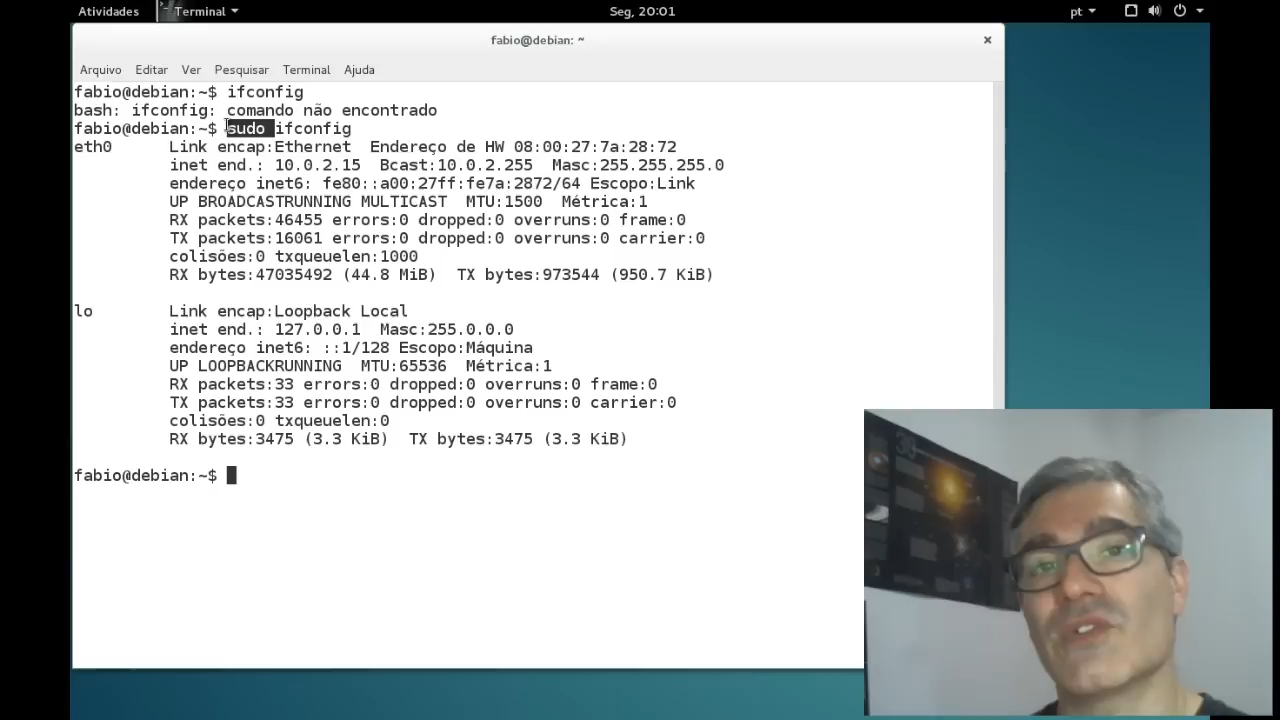 Atividades Terminal Seg, 20:01 pt
fabio@debian: ~
Arquivo Editar Ver Pesquisar Terminal Ajuda
fabio@debian:~$ ifconfig
bash: ifconfig: comando não encontrado
fabio@debian:~$ sudo ifconfig
eth0 Link encap:Ethernet Endereço de HW 08:00:27:7a:28:72
inet end.: 10.0.2.15 Bcast:10.0.2.255 Masc:255.255.255.0
endereço inet6: fe80::a00:27ff:fe7a:2872/64 Escopo:Link
UP BROADCASTRUNNING MULTICAST MTU:1500 Métrica:1
RX packets:46455 errors:0 dropped:0 overruns:0 frame:0
TX packets:16061 errors:0 dropped:0 overruns:0 carrier:0
colisões:0 txqueuelen:1000
RX bytes:47035492 (44.8 MiB) TX bytes:973544 (950.7 KiB)
lo Link encap:Loopback Local
inet end.: 127.0.0.1 Masc:255.0.0.0
endereço inet6: ::1/128 Escopo:Máquina
UP LOOPBACKRUNNING MTU:65536 Métrica:1
RX packets:33 errors:0 dropped:0 overruns:0 frame:0
TX packets:33 errors:0 dropped:0 overruns:0 carrier:0
colisões:0 txqueuelen:0
RX bytes:3475 (3.3 KiB) TX bytes:3475 (3.3 KiB)
fabio@debian:~$